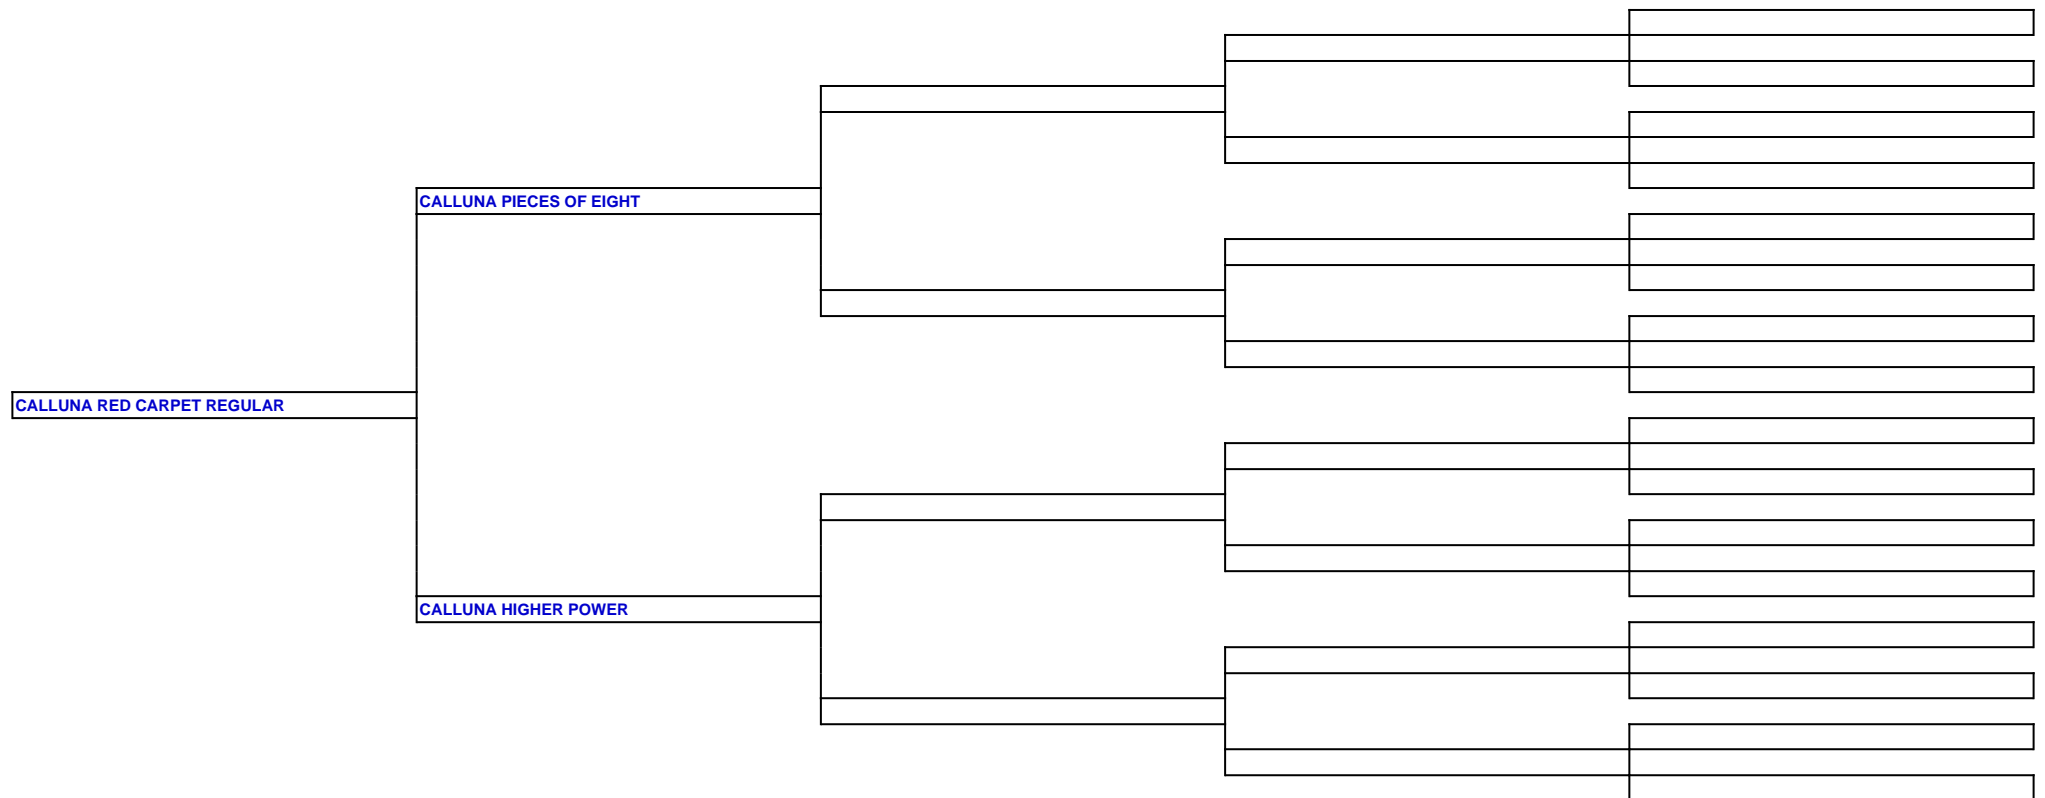 CALLUNA PIECES OF EIGHT
CALLUNA RED CARPET REGULAR
CALLUNA HIGHER POWER